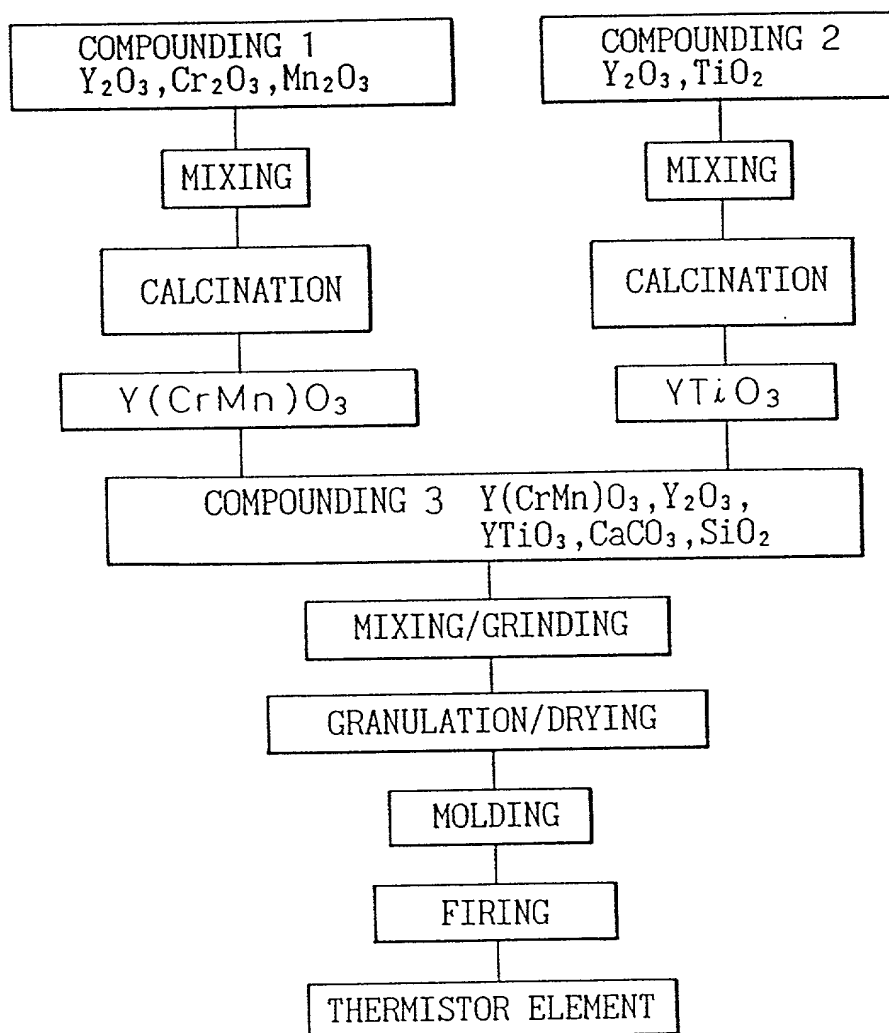 COMPOUNDING 1
Y₂O₃,Cr₂O₃,Mn₂O₃
MIXING
CALCINATION
Y(CrMn)O₃
COMPOUNDING 2
Y₂O₃,TiO₂
MIXING
CALCINATION
YTiO₃
COMPOUNDING 3 Y(CrMn)O₃,Y₂O₃,
YTiO₃,CaCO₃,SiO₂
MIXING/GRINDING
GRANULATION/DRYING
MOLDING
FIRING
THERMISTOR ELEMENT